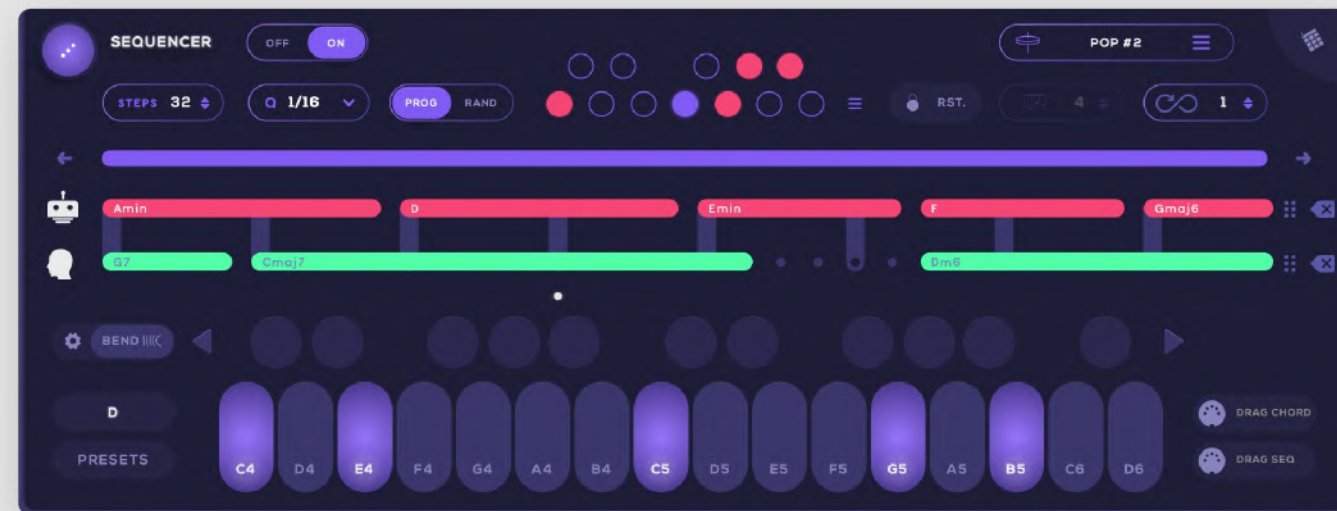 SEQUENCER OFF ON POP #2
STEPS 32 Q 1/16 PROG RAND RST. 4 1
Amin D Emin F Gmaj6
G7 Cmaj7 Dm6
BEND
D
PRESETS
C4 D4 E4 F4 G4 A4 B4 C5 D5 E5 F5 G5 A5 B5 C6 D6
DRAG CHORD
DRAG SEQ